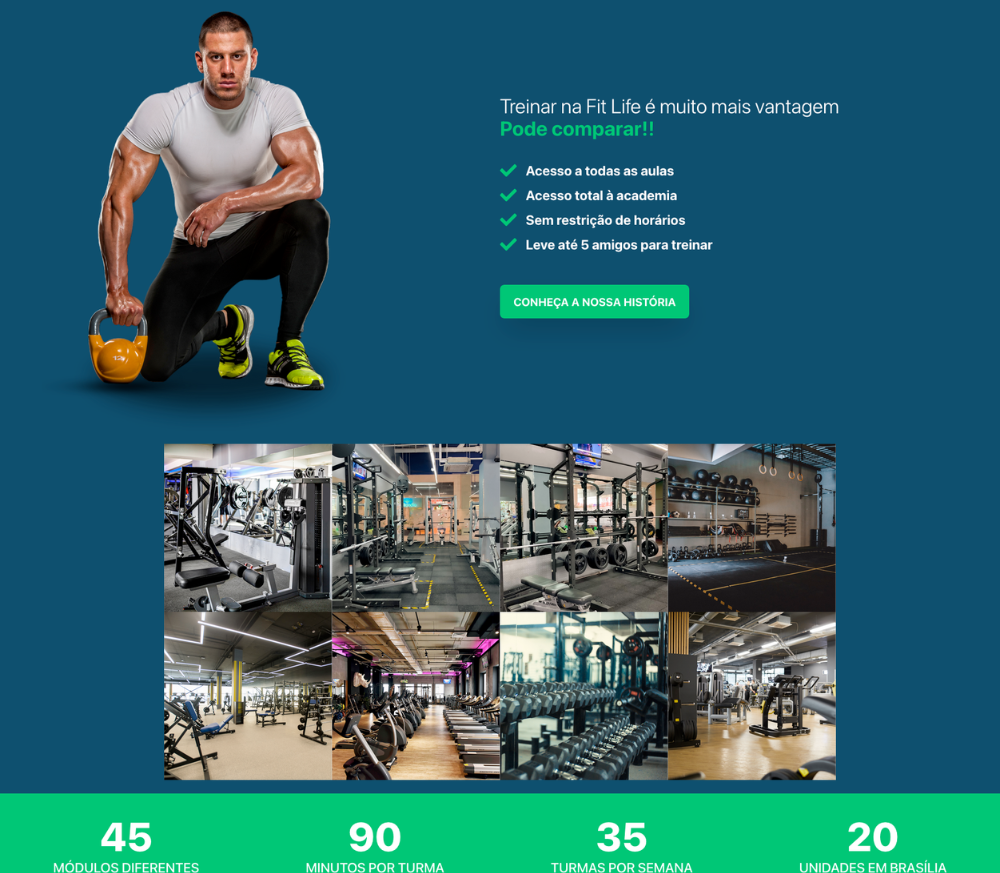 Treinar na Fit Life é muito mais vantagem
Pode comparar!!
Acesso a todas as aulas
Acesso total à academia
Sem restrição de horários
Leve até 5 amigos para treinar
CONHEÇA A NOSSA HISTÓRIA
45
90
35
20
MÓDULOS DIFERENTES
MINUTOS POR TURMA
TURMAS POR SEMANA
UNIDADES EM BRASÍLIA